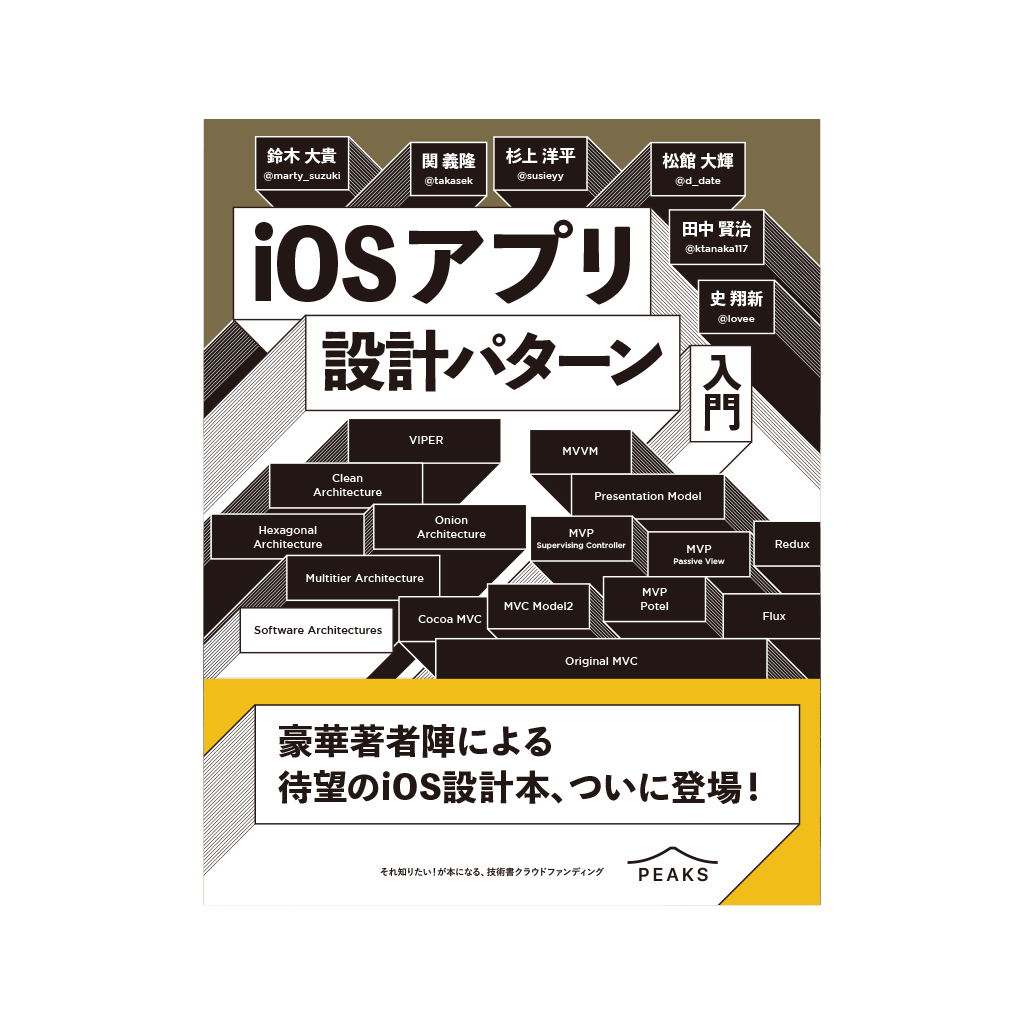 鈴木 大貴
@marty_suzuki
関 義隆
@takasek
杉上 洋平
@susieyy
松館 大輝
@d_date
田中 賢治
@ktanaka117
史 翔新
@lovee
iOSアプリ
設計パターン
入門
VIPER
MVVM
Clean
Architecture
Presentation Model
Hexagonal
Architecture
Onion
Architecture
MVP
Supervising Controller
MVP
Passive View
Redux
Multitier Architecture
MVC Model2
MVP
Potel
Cocoa MVC
Flux
Software Architectures
Original MVC
豪華著者陣による
待望のiOS設計本、ついに登場！
それ知りたい！が本になる、技術書クラウドファンディング
PEAKS